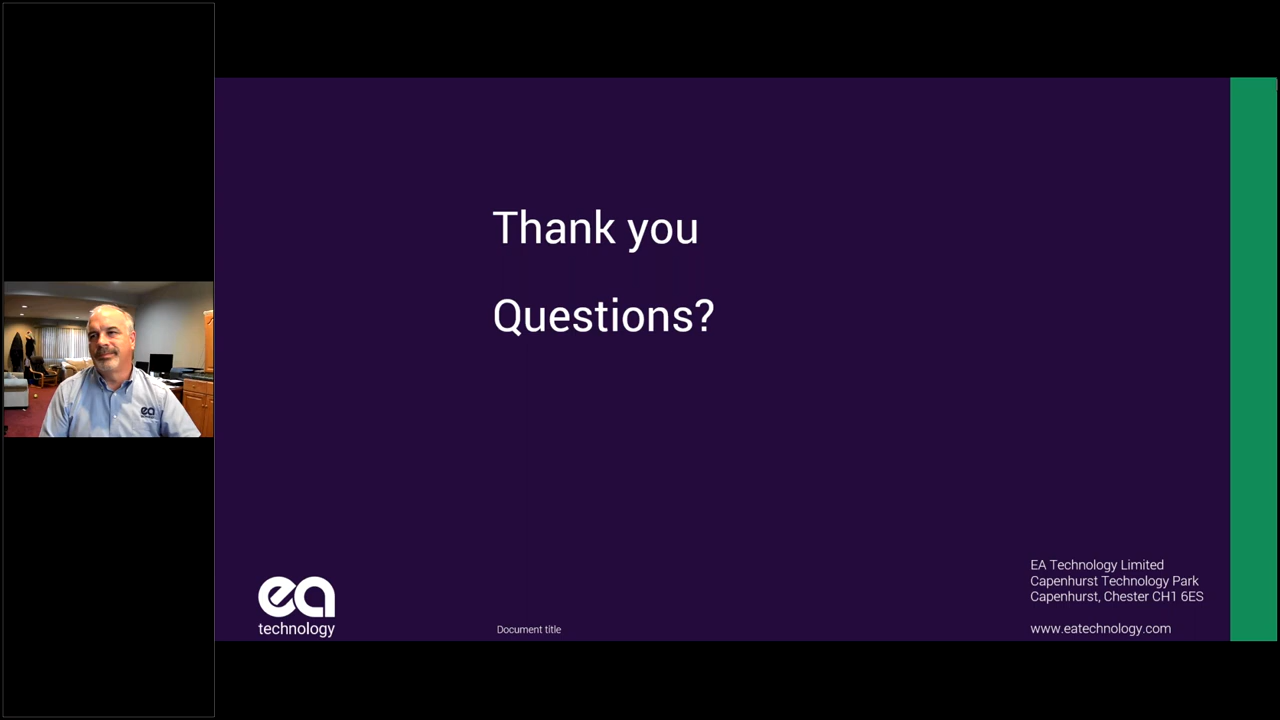 Thank you
Questions?
ea
ea
technology
Document title
EA Technology Limited
Capenhurst Technology Park
Capenhurst, Chester CH1 6ES
www.eatechnology.com